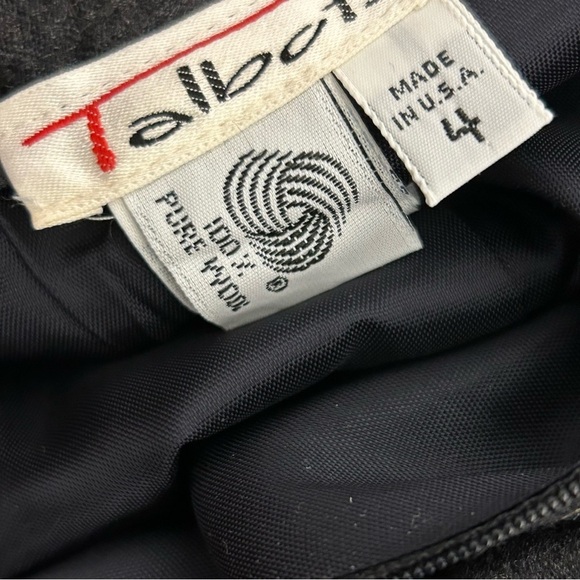 Talbots
MADE
IN U.S.A.
4
100%
PURE WOOL
®